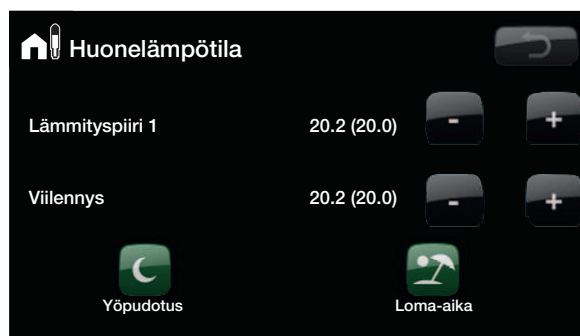 Huonelämpötila
Lämmityspiiri 1 20.2 (20.0) - +
Viilennys 20.2 (20.0) - +
Yöpudotus Loma-aika